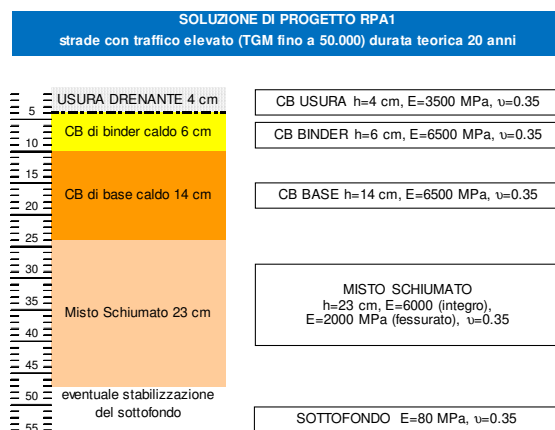 SOLUZIONE DI PROGETTO RPA1
strade con traffico elevato (TGM fino a 50.000) durata teorica 20 anni
USURA DRENANTE 4 cm
CB USURA h=4 cm, E=3500 MPa, υ=0.35
5
CB di binder caldo 6 cm
CB BINDER h=6 cm, E=6500 MPa, υ=0.35
10
15
CB di base caldo 14 cm
CB BASE h=14 cm, E=6500 MPa, υ=0.35
20
25
30
MISTO SCHIUMATO
h=23 cm, E=6000 (integro),
E=2000 MPa (fessurato), υ=0.35
35
Misto Schiumato 23 cm
40
45
50
eventuale stabilizzazione
del sottofondo
55
SOTTOFONDO E=80 MPa, υ=0.35